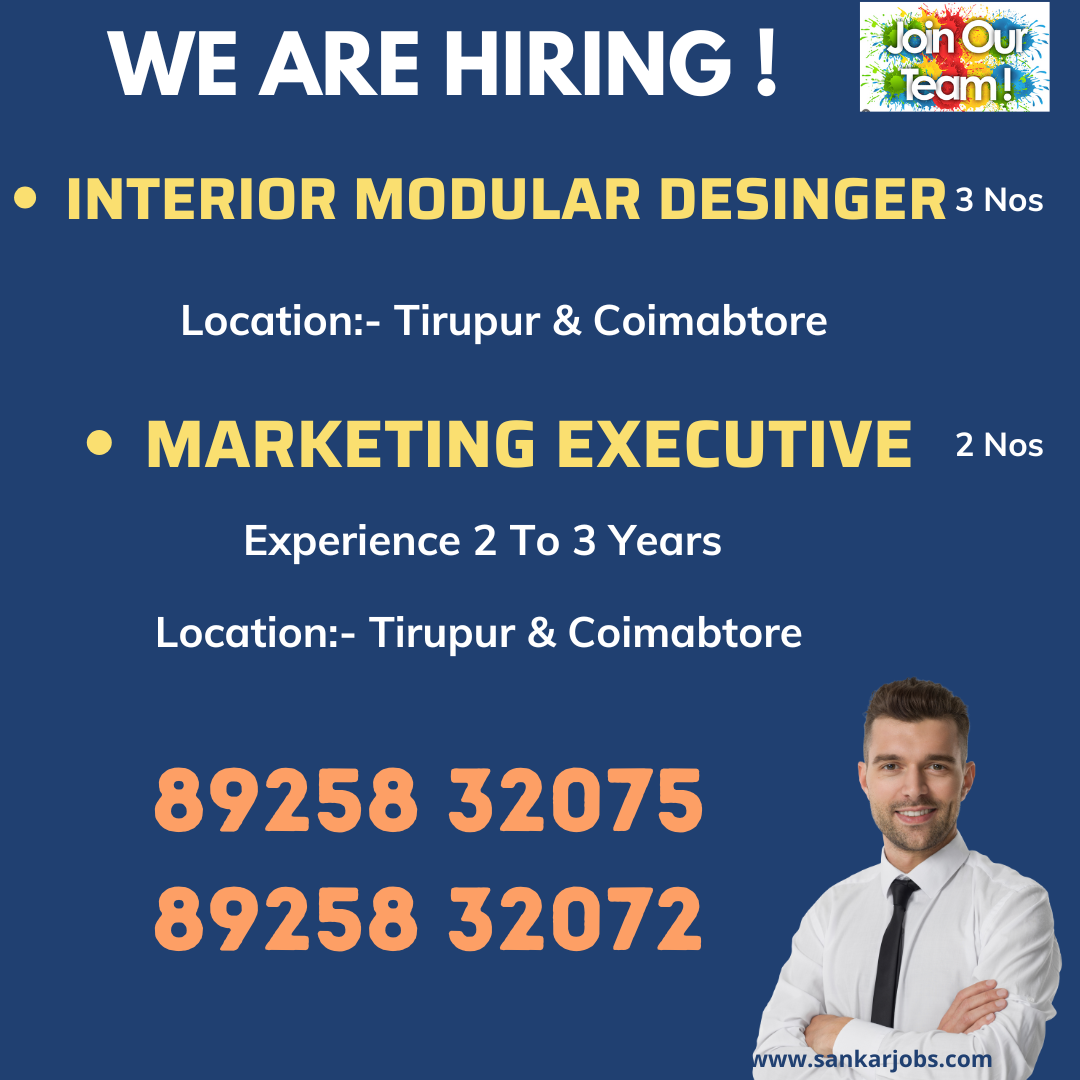 WE ARE HIRING !
Join Our
Team !
• INTERIOR MODULAR DESINGER 3 Nos
Location:- Tirupur & Coimabtore
• MARKETING EXECUTIVE 2 Nos
Experience 2 To 3 Years
Location:- Tirupur & Coimabtore
89258 32075
89258 32072
www.sankarjobs.com